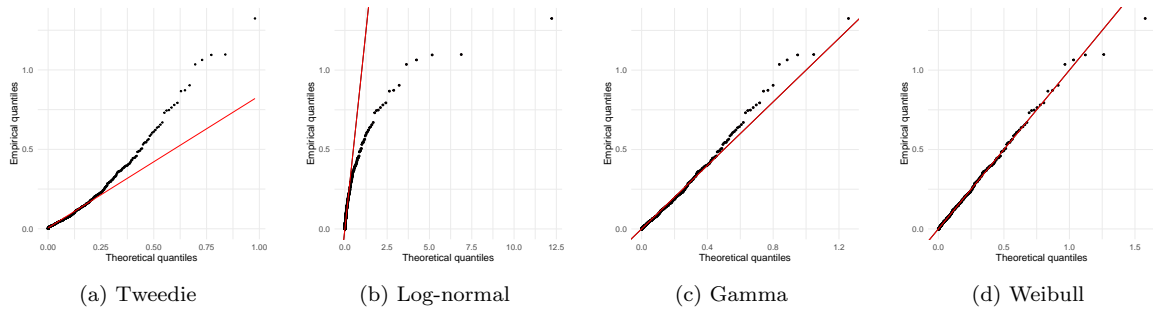 Empirical quantiles
1.0
0.5
0.0
0.00
0.25
0.50
0.75
1.00
Theoretical quantiles
(a) Tweedie
Empirical quantiles
1.0
0.5
0.0
0.0
2.5
5.0
7.5
10.0
12.5
Theoretical quantiles
(b) Log-normal
Empirical quantiles
1.0
0.5
0.0
0.0
0.4
0.8
1.2
Theoretical quantiles
(c) Gamma
Empirical quantiles
1.0
0.5
0.0
0.0
0.5
1.0
1.5
Theoretical quantiles
(d) Weibull